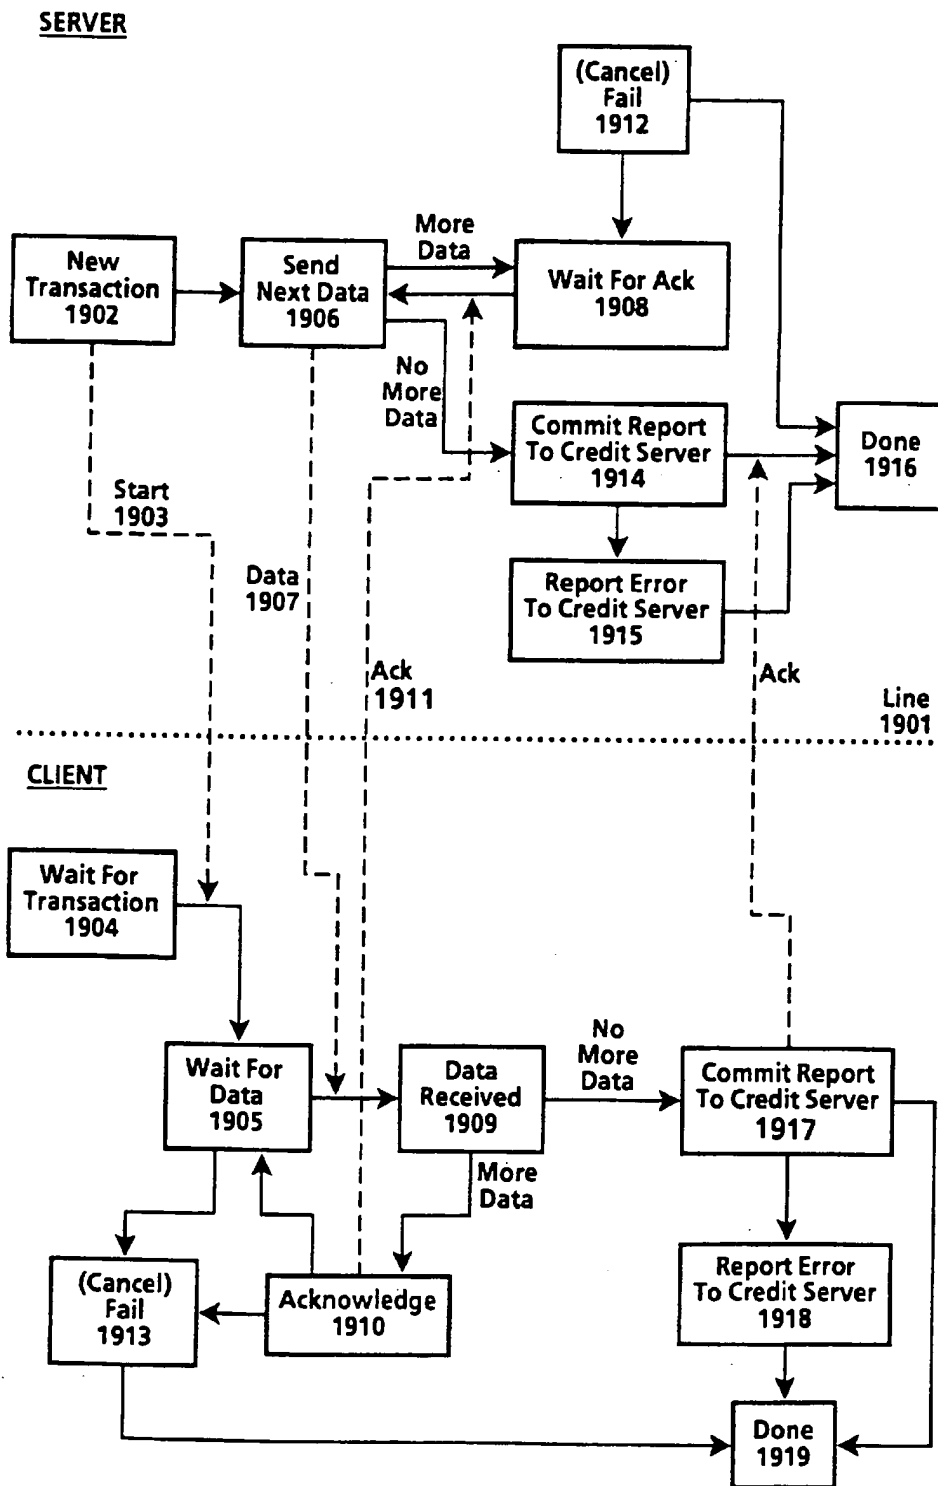 SERVER
(Cancel)
Fail
1912
More
Data
New
Transaction
1902
Send
Next Data
1906
Wait For Ack
1908
No
More
Data
Commit Report
To Credit Server
1914
Done
1916
Start
1903
Data
1907
Report Error
To Credit Server
1915
Ack
1911
Ack
Line
1901
CLIENT
Wait For
Transaction
1904
Wait For
Data
1905
Data
Received
1909
No
More
Data
Commit Report
To Credit Server
1917
More
Data
(Cancel)
Fail
1913
Acknowledge
1910
Report Error
To Credit Server
1918
Done
1919